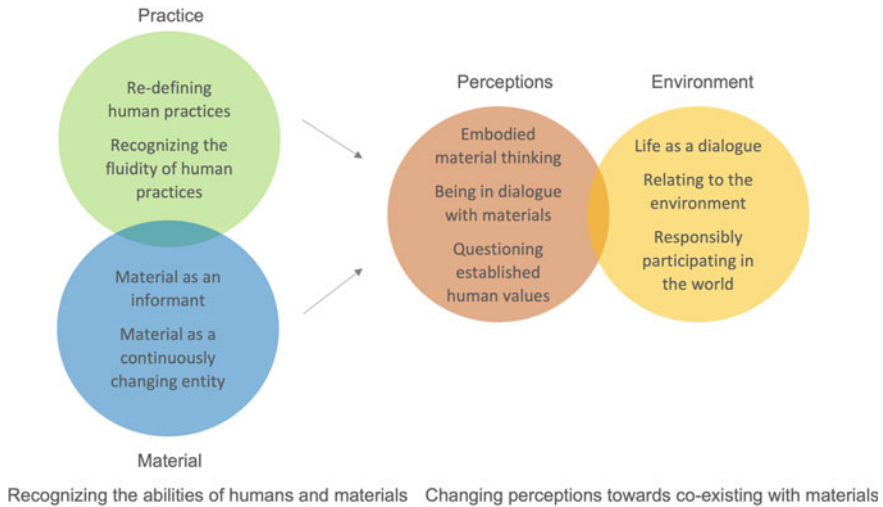 Practice
Re-defining
human practices
Recognizing the
fluidity of human
practices
Material as an
informant
Material as a
continuously
changing entity
Material
Recognizing the abilities of humans and materials
Perceptions
Embodied
material thinking
Being in dialogue
with materials
Questioning
established
human values
Environment
Life as a dialogue
Relating to the
environment
Responsibly
participating in
the world
Changing perceptions towards co-existing with materials